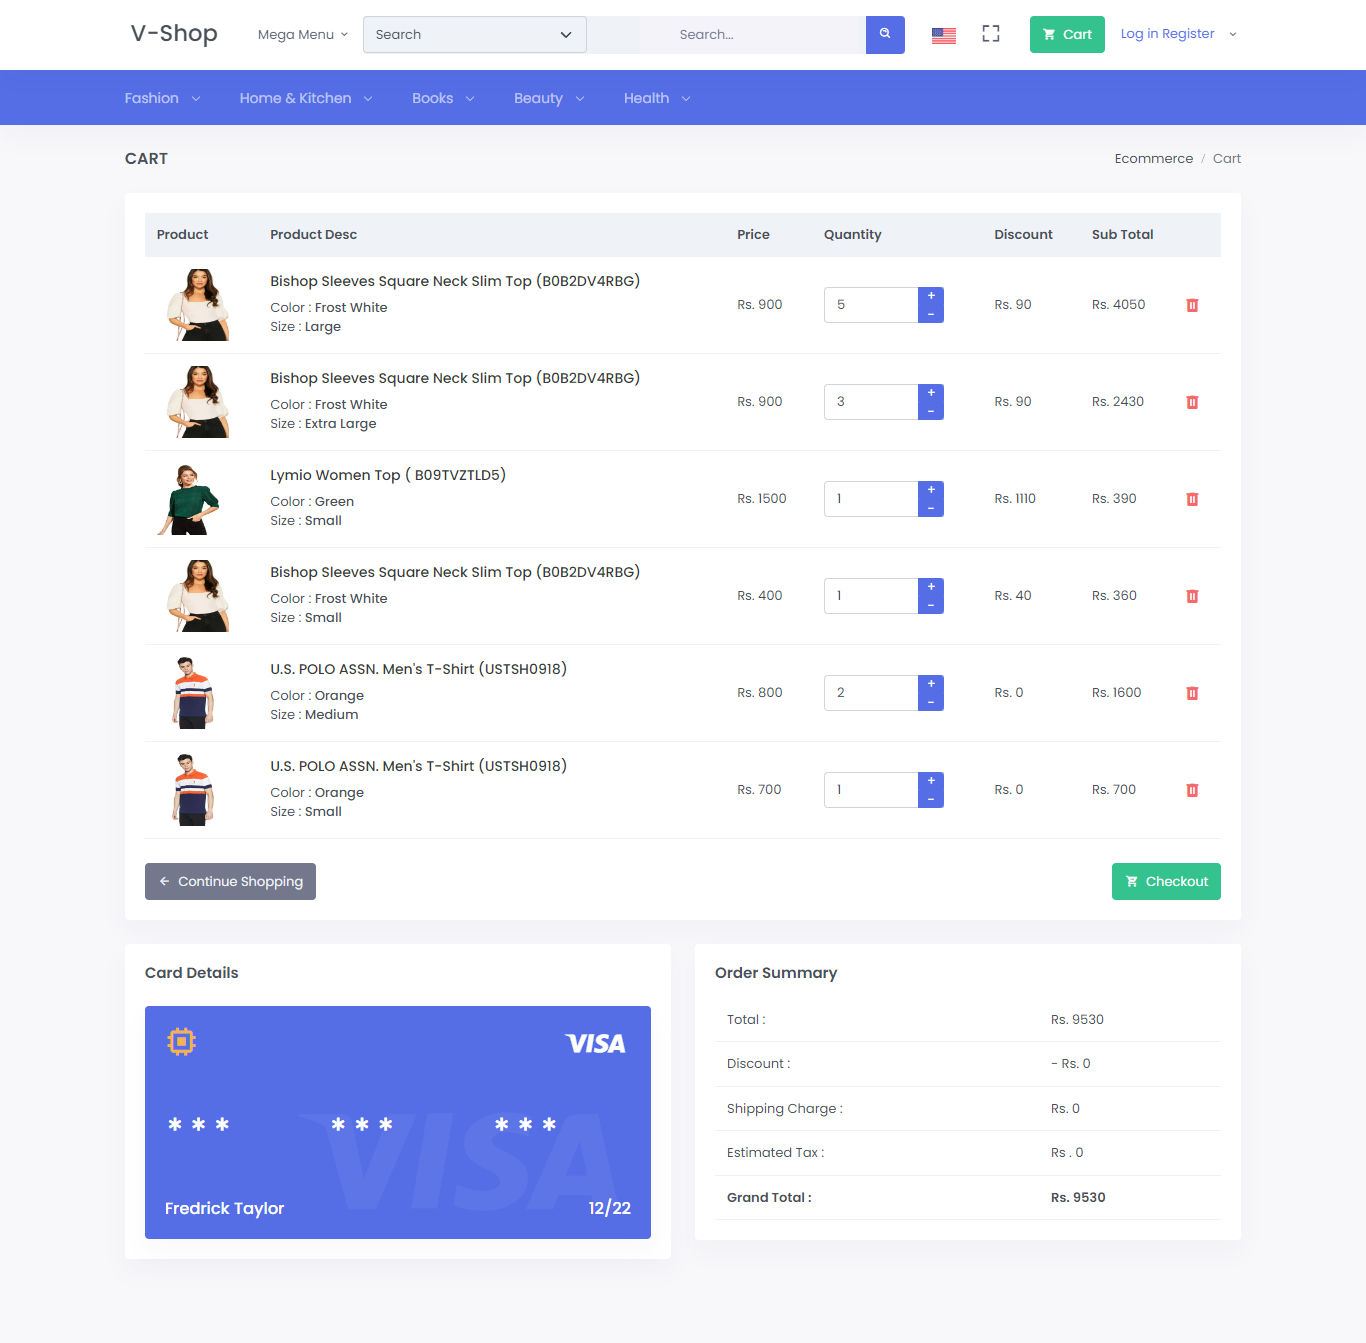 V-Shop Mega Menu Search Search... Cart Log in Register
Fashion Home & Kitchen Books Beauty Health
CART Ecommerce / Cart
Product Product Desc Price Quantity Discount Sub Total
Bishop Sleeves Square Neck Slim Top (B0B2DV4RBG)
Color : Frost White
Size : Large
Rs. 900 5 + - Rs. 90 Rs. 4050
Bishop Sleeves Square Neck Slim Top (B0B2DV4RBG)
Color : Frost White
Size : Extra Large
Rs. 900 3 + - Rs. 90 Rs. 2430
Lymio Women Top ( B09TVZTLD5)
Color : Green
Size : Small
Rs. 1500 1 + - Rs. 1110 Rs. 390
Bishop Sleeves Square Neck Slim Top (B0B2DV4RBG)
Color : Frost White
Size : Small
Rs. 400 1 + - Rs. 40 Rs. 360
U.S. POLO ASSN. Men's T-Shirt (USTSH0918)
Color : Orange
Size : Medium
Rs. 800 2 + - Rs. 0 Rs. 1600
U.S. POLO ASSN. Men's T-Shirt (USTSH0918)
Color : Orange
Size : Small
Rs. 700 1 + - Rs. 0 Rs. 700
Continue Shopping Checkout
Card Details
VISA
* * * * * * * * *
VISA
Fredrick Taylor 12/22
Order Summary
Total : Rs. 9530
Discount : - Rs. 0
Shipping Charge : Rs. 0
Estimated Tax : Rs . 0
Grand Total : Rs. 9530